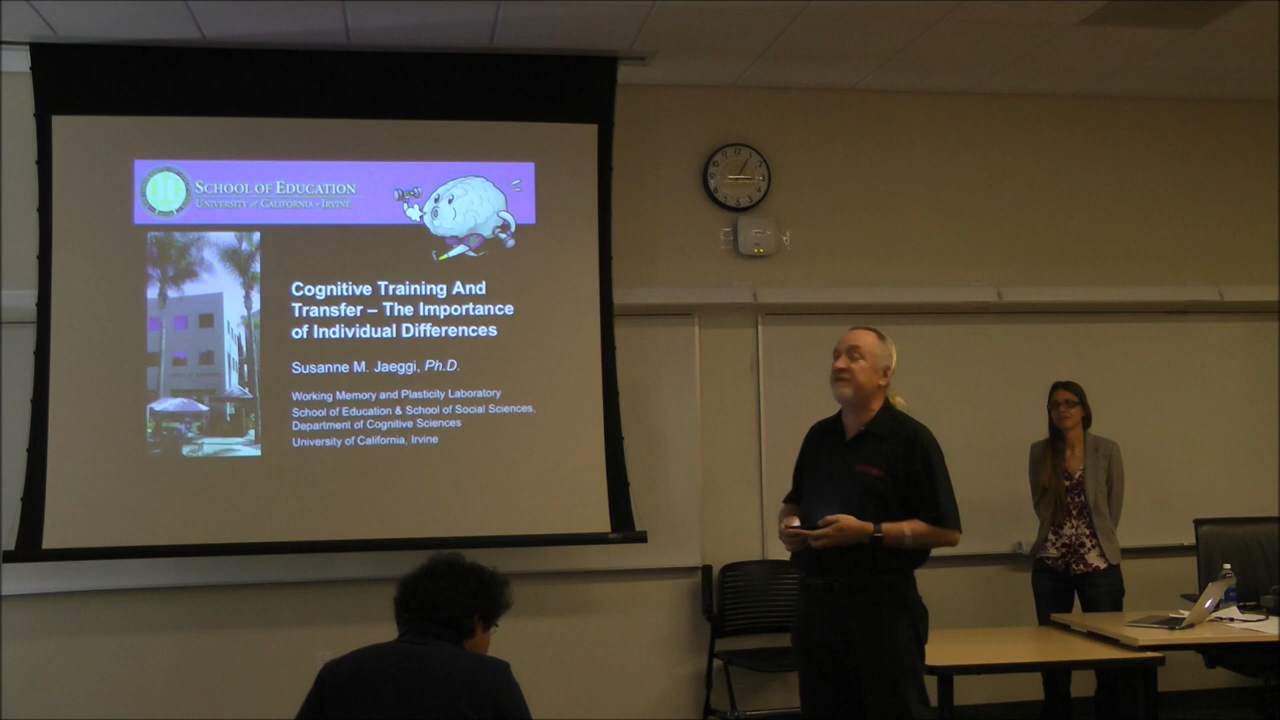 SCHOOL OF EDUCATION
UNIVERSITY of CALIFORNIA · IRVINE
Cognitive Training And
Transfer – The Importance
of Individual Differences
Susanne M. Jaeggi, Ph.D.
Working Memory and Plasticity Laboratory
School of Education & School of Social Sciences,
Department of Cognitive Sciences
University of California, Irvine